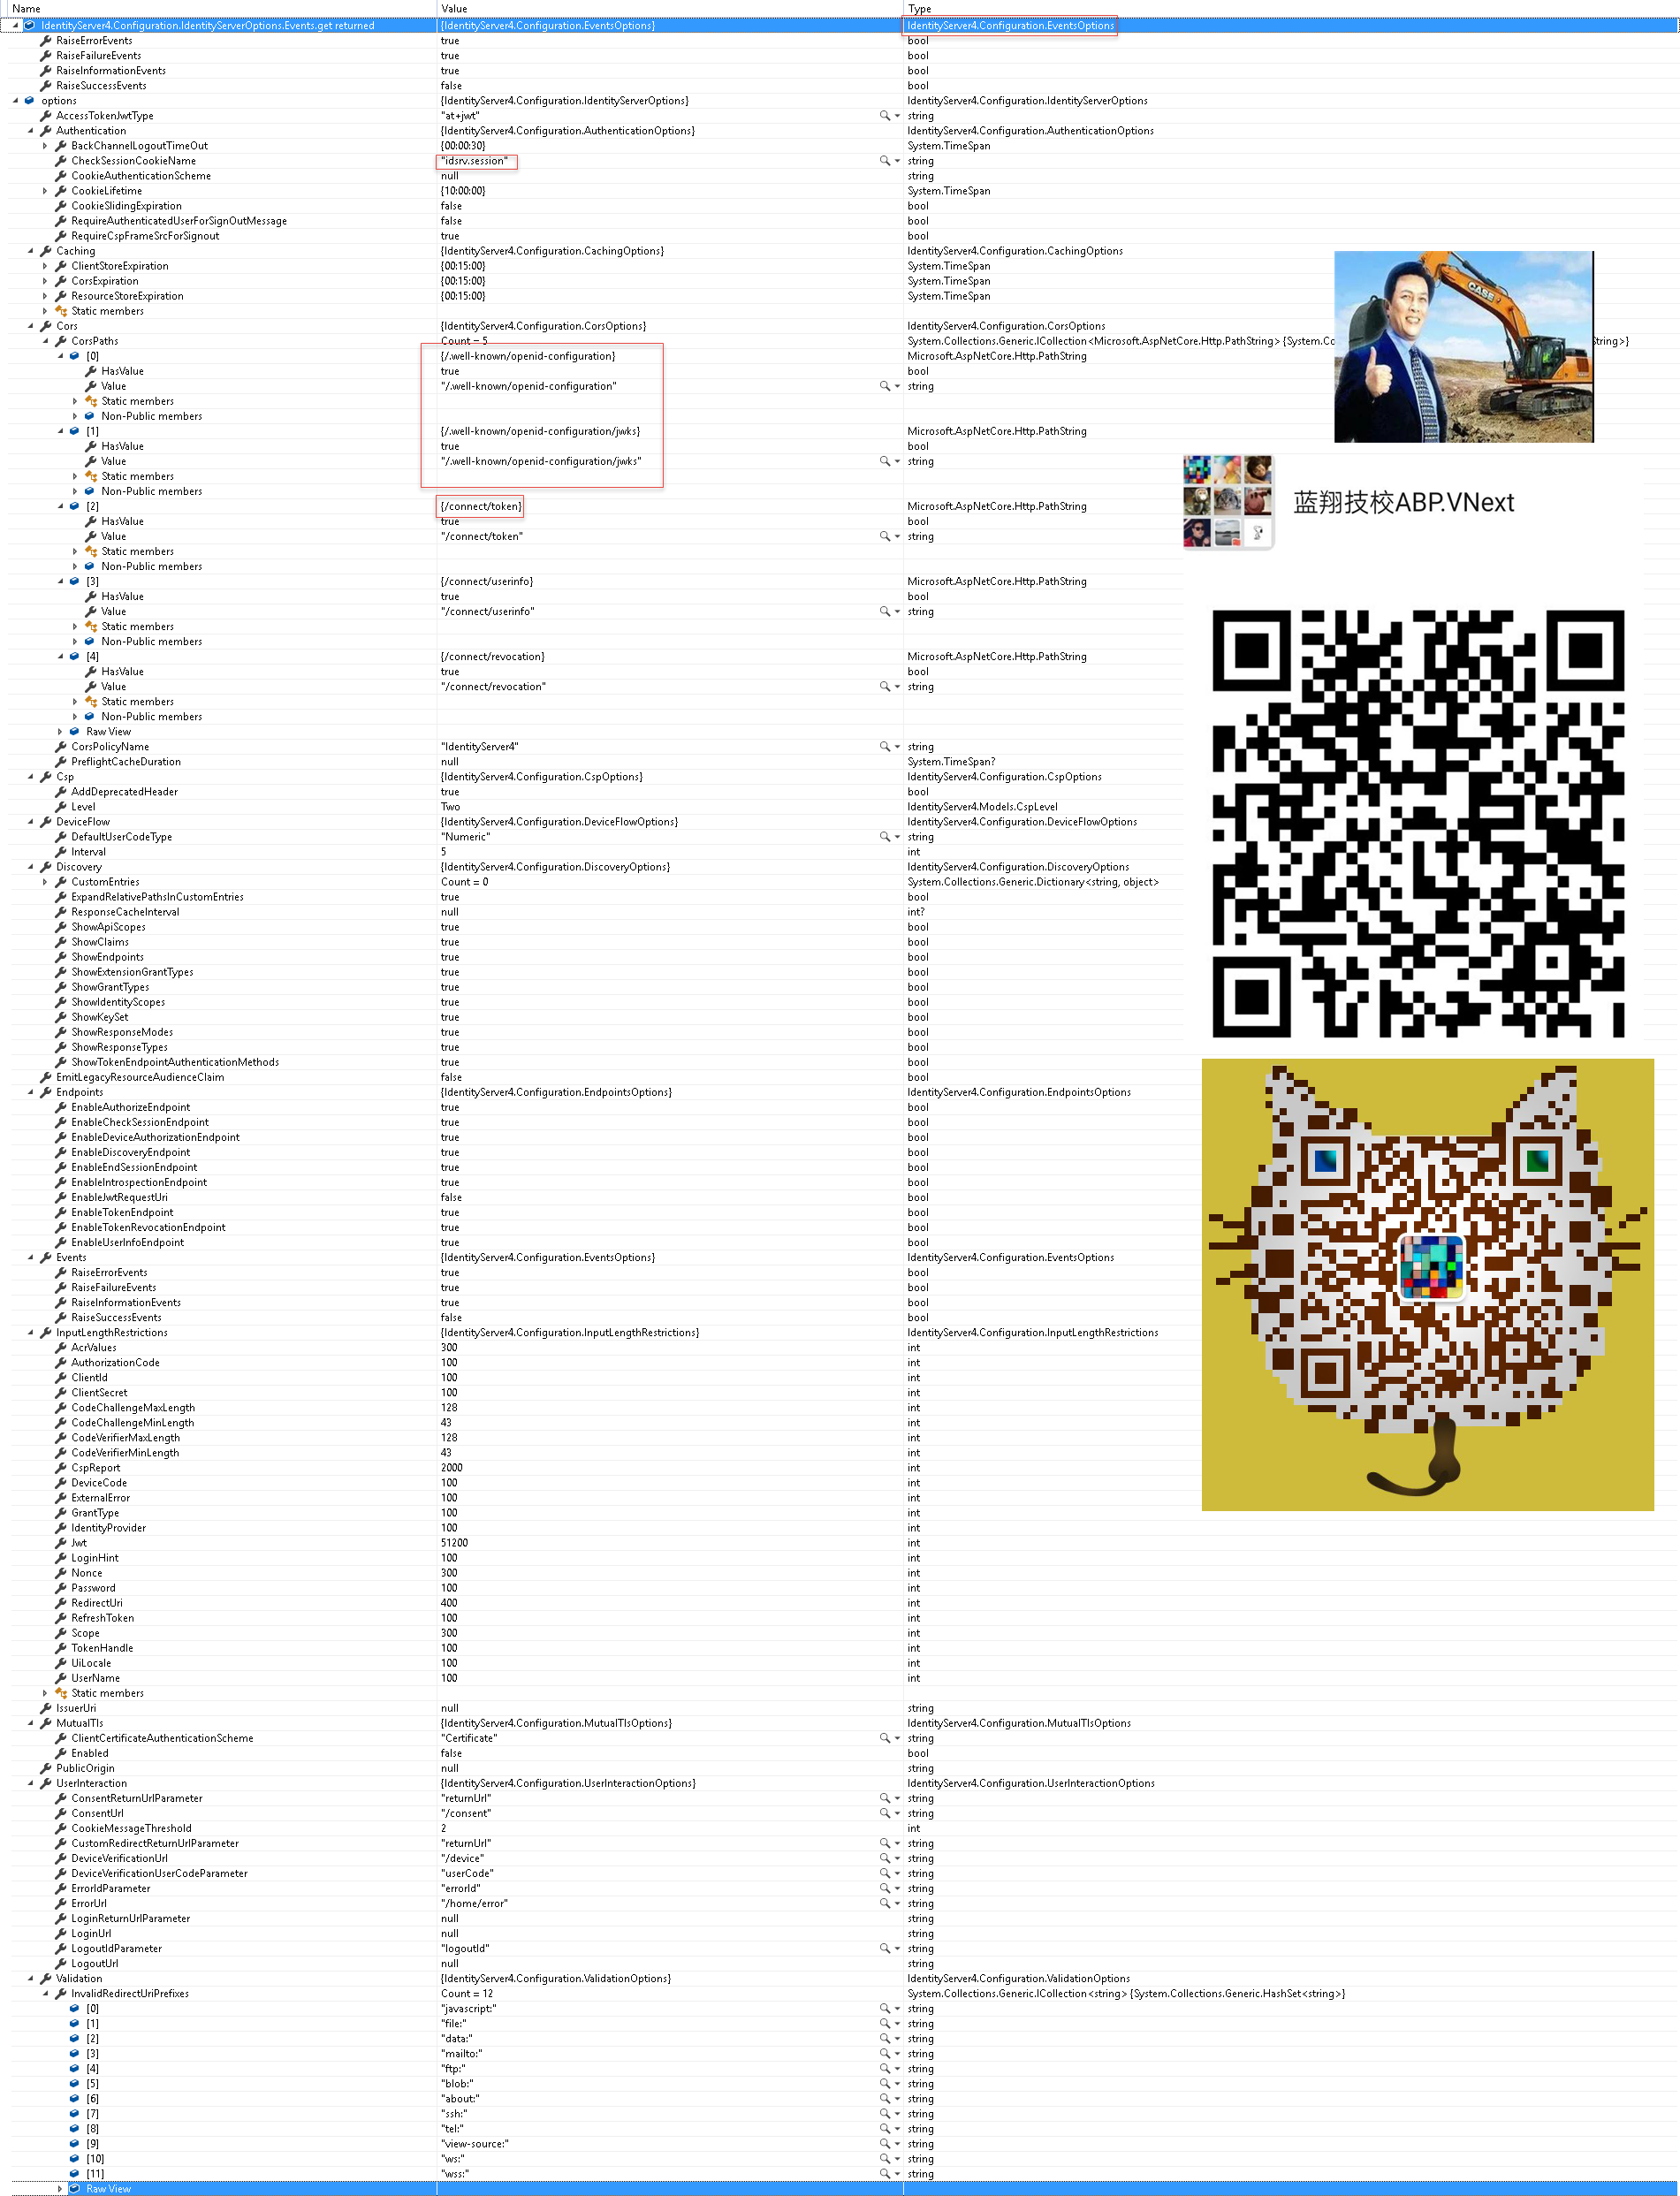 Name Value Type
IdentityServer4.Configuration.IdentityServerOptions.Events.get returned {IdentityServer4.Configuration.EventsOptions} IdentityServer4.Configuration.EventsOptions
RaiseErrorEvents true bool
RaiseFailureEvents true bool
RaiseInformationEvents true bool
RaiseSuccessEvents false bool
options {IdentityServer4.Configuration.IdentityServerOptions} IdentityServer4.Configuration.IdentityServerOptions
AccessTokenJwtType "at+jwt" string
Authentication {IdentityServer4.Configuration.AuthenticationOptions} IdentityServer4.Configuration.AuthenticationOptions
BackChannelLogoutTimeOut {00:00:30} System.TimeSpan
CheckSessionCookieName "idsrv.session" string
CookieAuthenticationScheme null string
CookieLifetime {10:00:00} System.TimeSpan
CookieSlidingExpiration false bool
RequireAuthenticatedUserForSignOutMessage false bool
RequireCspFrameSrcForSignout true bool
Caching {IdentityServer4.Configuration.CachingOptions} IdentityServer4.Configuration.CachingOptions
ClientStoreExpiration {00:15:00} System.TimeSpan
CorsExpiration {00:15:00} System.TimeSpan
ResourceStoreExpiration {00:15:00} System.TimeSpan
Static members
Cors {IdentityServer4.Configuration.CorsOptions} IdentityServer4.Configuration.CorsOptions
CASE
CorsPaths Count = 5 System.Collections.Generic.ICollection<Microsoft.AspNetCore.Http.PathString> {System.Co String>}
[0] {/.well-known/openid-configuration} Microsoft.AspNetCore.Http.PathString
HasValue true bool
Value "/.well-known/openid-configuration" string
Static members
Non-Public members
[1] {/.well-known/openid-configuration/jwks} Microsoft.AspNetCore.Http.PathString
HasValue true bool
Value "/.well-known/openid-configuration/jwks" string
Static members
Non-Public members
蓝翔技校ABP.VNext
[2] {/connect/token} Microsoft.AspNetCore.Http.PathString
HasValue true bool
Value "/connect/token" string
Static members
Non-Public members
[3] {/connect/userinfo} Microsoft.AspNetCore.Http.PathString
HasValue true bool
Value "/connect/userinfo" string
Static members
Non-Public members
[4] {/connect/revocation} Microsoft.AspNetCore.Http.PathString
HasValue true bool
Value "/connect/revocation" string
Static members
Non-Public members
Raw View
CorsPolicyName "IdentityServer4" string
PreflightCacheDuration null System.TimeSpan?
Csp {IdentityServer4.Configuration.CspOptions} IdentityServer4.Configuration.CspOptions
AddDeprecatedHeader true bool
Level Two IdentityServer4.Models.CspLevel
DeviceFlow {IdentityServer4.Configuration.DeviceFlowOptions} IdentityServer4.Configuration.DeviceFlowOptions
DefaultUserCodeType "Numeric" string
Interval 5 int
Discovery {IdentityServer4.Configuration.DiscoveryOptions} IdentityServer4.Configuration.DiscoveryOptions
CustomEntries Count = 0 System.Collections.Generic.Dictionary<string, object>
ExpandRelativePathsInCustomEntries true bool
ResponseCacheInterval null int?
ShowApiScopes true bool
ShowClaims true bool
ShowEndpoints true bool
ShowExtensionGrantTypes true bool
ShowGrantTypes true bool
ShowIdentityScopes true bool
ShowKeySet true bool
ShowResponseModes true bool
ShowResponseTypes true bool
ShowTokenEndpointAuthenticationMethods true bool
EmitLegacyResourceAudienceClaim false bool
Endpoints {IdentityServer4.Configuration.EndpointsOptions} IdentityServer4.Configuration.EndpointsOptions
EnableAuthorizeEndpoint true bool
EnableCheckSessionEndpoint true bool
EnableDeviceAuthorizationEndpoint true bool
EnableDiscoveryEndpoint true bool
EnableEndSessionEndpoint true bool
EnableIntrospectionEndpoint true bool
EnableJwtRequestUri false bool
EnableTokenEndpoint true bool
EnableTokenRevocationEndpoint true bool
EnableUserInfoEndpoint true bool
Events {IdentityServer4.Configuration.EventsOptions} IdentityServer4.Configuration.EventsOptions
RaiseErrorEvents true bool
RaiseFailureEvents true bool
RaiseInformationEvents true bool
RaiseSuccessEvents false bool
InputLengthRestrictions {IdentityServer4.Configuration.InputLengthRestrictions} IdentityServer4.Configuration.InputLengthRestrictions
AcrValues 300 int
AuthorizationCode 100 int
ClientId 100 int
ClientSecret 100 int
CodeChallengeMaxLength 128 int
CodeChallengeMinLength 43 int
CodeVerifierMaxLength 128 int
CodeVerifierMinLength 43 int
CspReport 2000 int
DeviceCode 100 int
ExternalError 100 int
GrantType 100 int
IdentityProvider 100 int
Jwt 51200 int
LoginHint 100 int
Nonce 300 int
Password 100 int
RedirectUri 400 int
RefreshToken 100 int
Scope 300 int
TokenHandle 100 int
UiLocale 100 int
UserName 100 int
Static members
IssuerUri null string
MutualTls {IdentityServer4.Configuration.MutualTlsOptions} IdentityServer4.Configuration.MutualTlsOptions
ClientCertificateAuthenticationScheme "Certificate" string
Enabled false bool
PublicOrigin null string
UserInteraction {IdentityServer4.Configuration.UserInteractionOptions} IdentityServer4.Configuration.UserInteractionOptions
ConsentReturnUrlParameter "returnUrl" string
ConsentUrl "/consent" string
CookieMessageThreshold 2 int
CustomRedirectReturnUrlParameter "returnUrl" string
DeviceVerificationUrl "/device" string
DeviceVerificationUserCodeParameter "userCode" string
ErrorIdParameter "errorId" string
ErrorUrl "/home/error" string
LoginReturnUrlParameter null string
LoginUrl null string
LogoutIdParameter "logoutId" string
LogoutUrl null string
Validation {IdentityServer4.Configuration.ValidationOptions} IdentityServer4.Configuration.ValidationOptions
InvalidRedirectUriPrefixes Count = 12 System.Collections.Generic.ICollection<string> {System.Collections.Generic.HashSet<string>}
[0] "javascript:" string
[1] "file:" string
[2] "data:" string
[3] "mailto:" string
[4] "ftp:" string
[5] "blob:" string
[6] "about:" string
[7] "ssh:" string
[8] "tel:" string
[9] "view-source:" string
[10] "ws:" string
[11] "wss:" string
Raw View